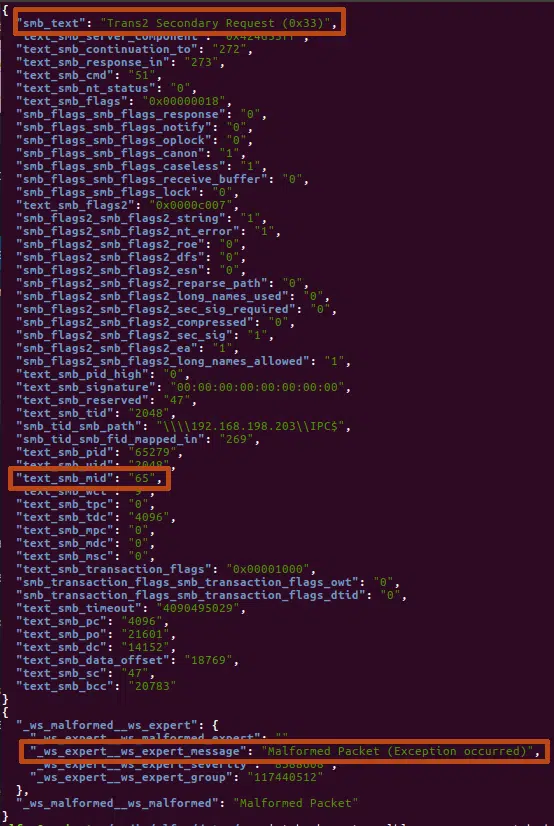 {
"smb_text": "Trans2 Secondary Request (0x33)",
"text_smb_server_component": "0x424d53ff",
"text_smb_continuation_to": "272",
"text_smb_response_in": "273",
"text_smb_cmd": "51",
"text_smb_nt_status": "0",
"text_smb_flags": "0x00000018",
"smb_flags_smb_flags_response": "0",
"smb_flags_smb_flags_notify": "0",
"smb_flags_smb_flags_oplock": "0",
"smb_flags_smb_flags_canon": "1",
"smb_flags_smb_flags_caseless": "1",
"smb_flags_smb_flags_receive_buffer": "0",
"smb_flags_smb_flags_lock": "0",
"text_smb_flags2": "0x0000c007",
"smb_flags2_smb_flags2_string": "1",
"smb_flags2_smb_flags2_nt_error": "1",
"smb_flags2_smb_flags2_roe": "0",
"smb_flags2_smb_flags2_dfs": "0",
"smb_flags2_smb_flags2_esn": "0",
"smb_flags2_smb_flags2_reparse_path": "0",
"smb_flags2_smb_flags2_long_names_used": "0",
"smb_flags2_smb_flags2_sec_sig_required": "0",
"smb_flags2_smb_flags2_compressed": "0",
"smb_flags2_smb_flags2_sec_sig": "1",
"smb_flags2_smb_flags2_ea": "1",
"smb_flags2_smb_flags2_long_names_allowed": "1",
"text_smb_pid_high": "0",
"text_smb_signature": "00:00:00:00:00:00:00:00",
"text_smb_reserved": "47",
"text_smb_tid": "2048",
"smb_tid_smb_path": "\\\\192.168.198.203\\IPC$",
"smb_tid_smb_fid_mapped_in": "269",
"text_smb_pid": "65279",
"text_smb_uid": "2048",
"text_smb_mid": "65",
"text_smb_wct": "9",
"text_smb_tpc": "0",
"text_smb_tdc": "4096",
"text_smb_mpc": "0",
"text_smb_mdc": "0",
"text_smb_msc": "0",
"text_smb_transaction_flags": "0x00001000",
"smb_transaction_flags_smb_transaction_flags_owt": "0",
"smb_transaction_flags_smb_transaction_flags_dtid": "0",
"text_smb_timeout": "4090495029",
"text_smb_pc": "4096",
"text_smb_po": "21601",
"text_smb_dc": "14152",
"text_smb_data_offset": "18769",
"text_smb_sc": "47",
"text_smb_bcc": "20783"
}
{
"_ws_malformed__ws_expert": {
"_ws_expert__ws_malformed_expert": ""
"_ws_expert__ws_expert_message": "Malformed Packet (Exception occurred)",
"_ws_expert__ws_expert_severity": "8388608",
"_ws_expert__ws_expert_group": "117440512"
},
"_ws_malformed__ws_malformed": "Malformed Packet"
}